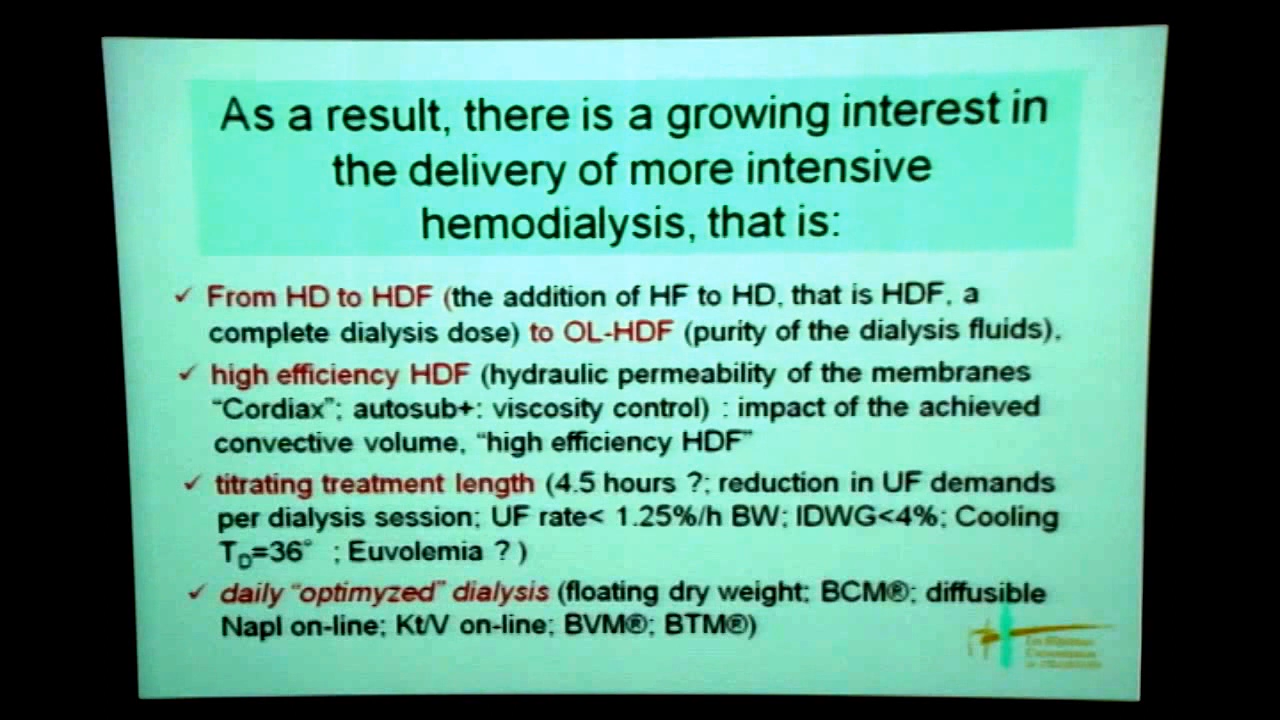 As a result, there is a growing interest in
the delivery of more intensive
hemodialysis, that is:
✓ From HD to HDF (the addition of HF to HD, that is HDF, a
complete dialysis dose) to OL-HDF (purity of the dialysis fluids).
✓ high efficiency HDF (hydraulic permeability of the membranes
“Cordiax”; autosub+: viscosity control) : impact of the achieved
convective volume, “high efficiency HDF”
✓ titrating treatment length (4.5 hours ?; reduction in UF demands
per dialysis session; UF rate< 1.25%/h BW; IDWG<4%; Cooling
T_D=36° ; Euvolemia ? )
✓ daily “optimyzed” dialysis (floating dry weight; BCM®; diffusible
Napl on-line; Kt/V on-line; BVM®; BTM®)